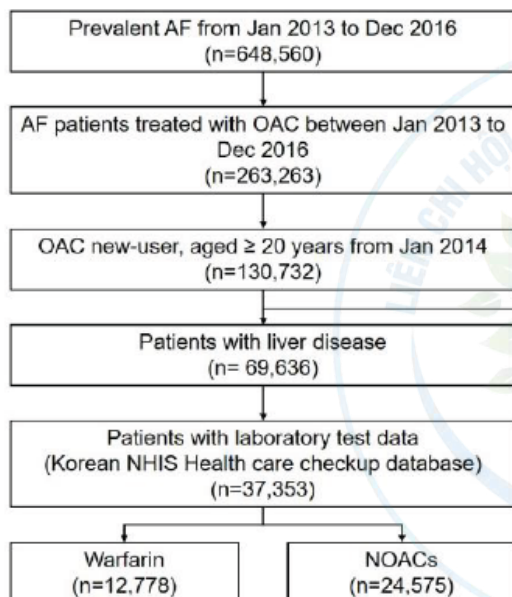 Prevalent AF from Jan 2013 to Dec 2016
(n=648,560)
AF patients treated with OAC between Jan 2013 to
Dec 2016
(n=263,263)
OAC new-user, aged ≥ 20 years from Jan 2014
(n=130,732)
Patients with liver disease
(n= 69,636)
Patients with laboratory test data
(Korean NHIS Health care checkup database)
(n=37,353)
Warfarin
(n=12,778)
NOACs
(n=24,575)
LIÊN CHI HỘI